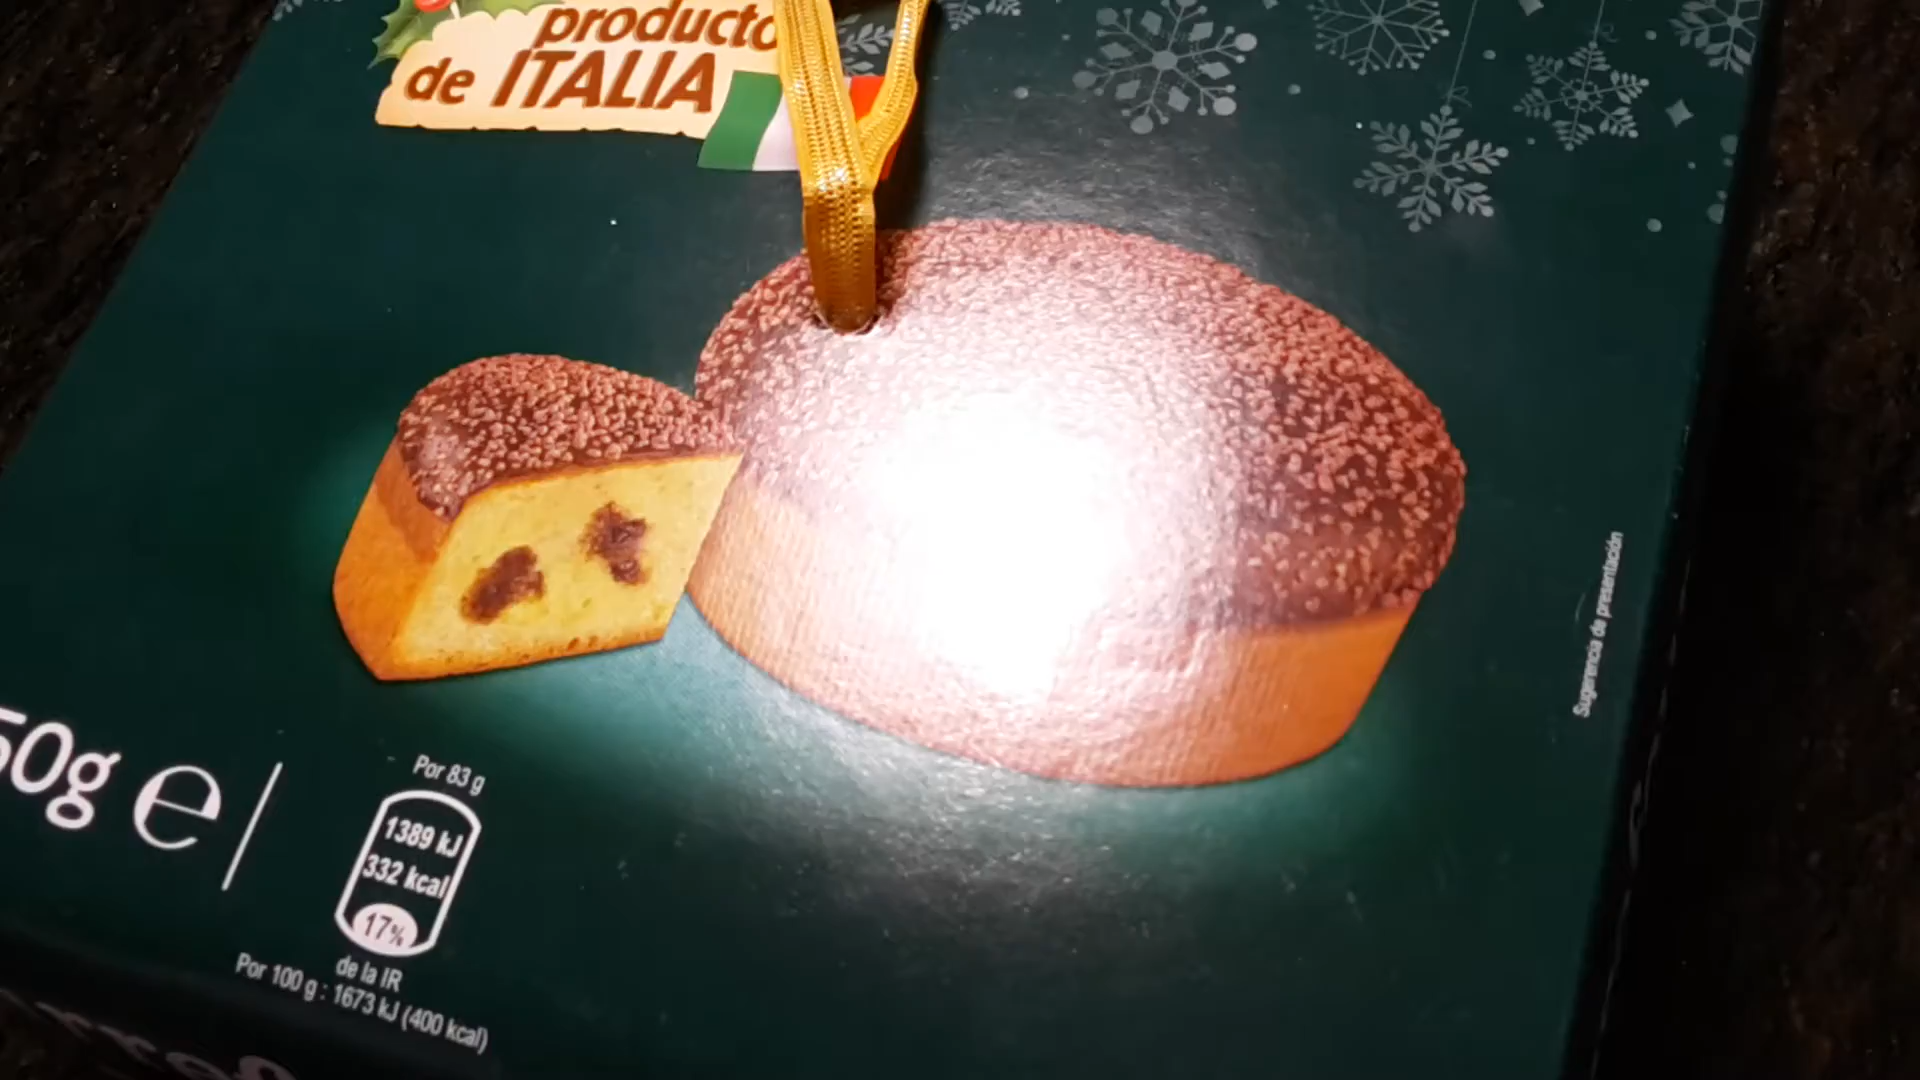 producto
de ITALIA
Sugerencia de presentación
50g e
Por 83 g
1389 kJ
332 kcal
17%
de la IR
Por 100 g : 1673 kJ (400 kcal)